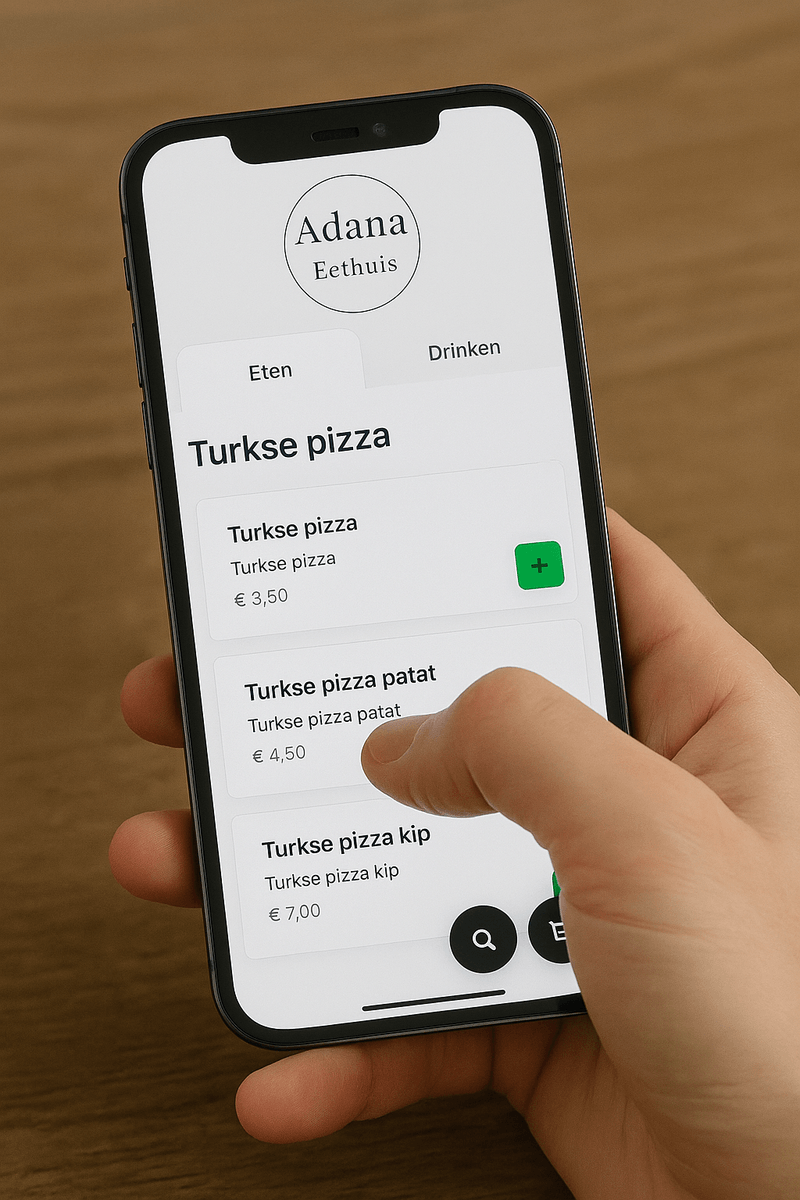 Adana
Eethuis
Eten
Drinken
Turkse pizza
Turkse pizza
Turkse pizza
€ 3,50
Turkse pizza patat
Turkse pizza patat
€ 4,50
Turkse pizza kip
Turkse pizza kip
€ 7,00